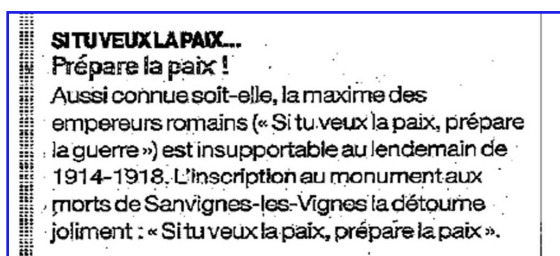 SI TU VEUX LA PAIX...
Prépare la paix !
Aussi connue soit-elle, la maxime des
empereurs romains (« Si tu veux la paix, prépare
la guerre ») est insupportable au lendemain de
1914-1918. L'inscription au monument aux
morts de Sanvignes-les-Vignes la détourne
joliment : « Si tu veux la paix, prépare la paix ».